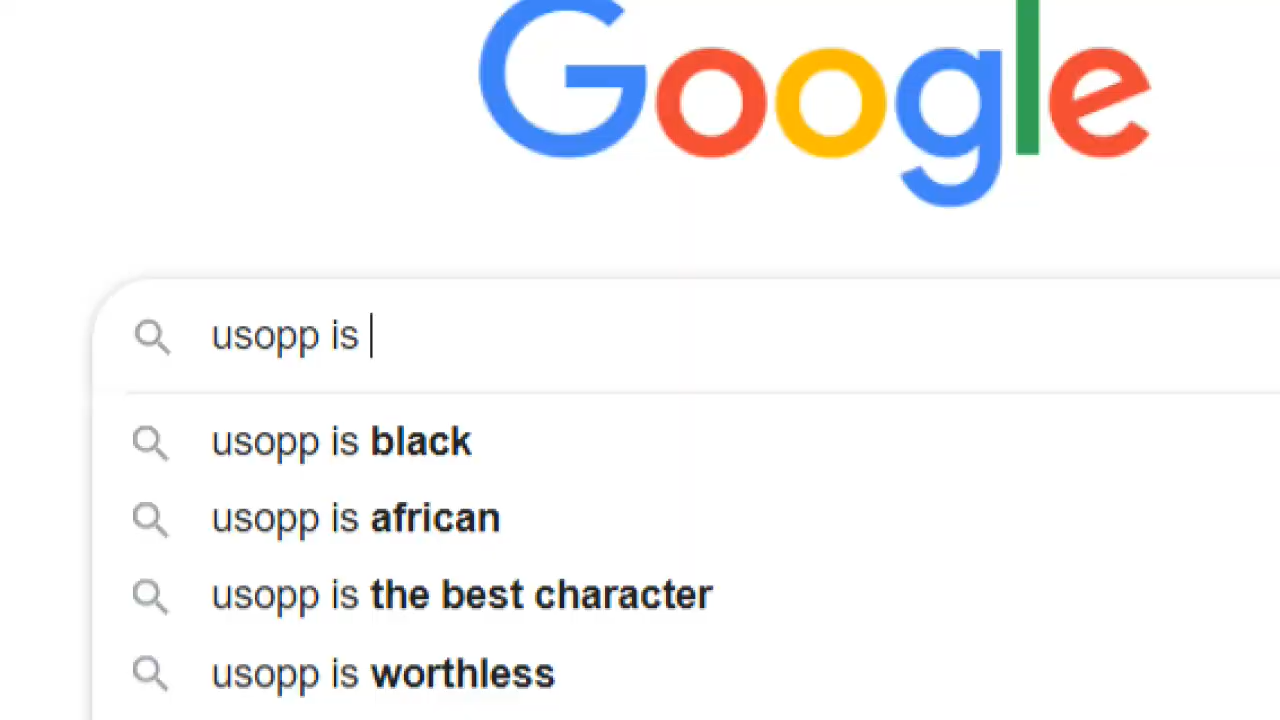 Google
usopp is
usopp is black
usopp is african
usopp is the best character
usopp is worthless